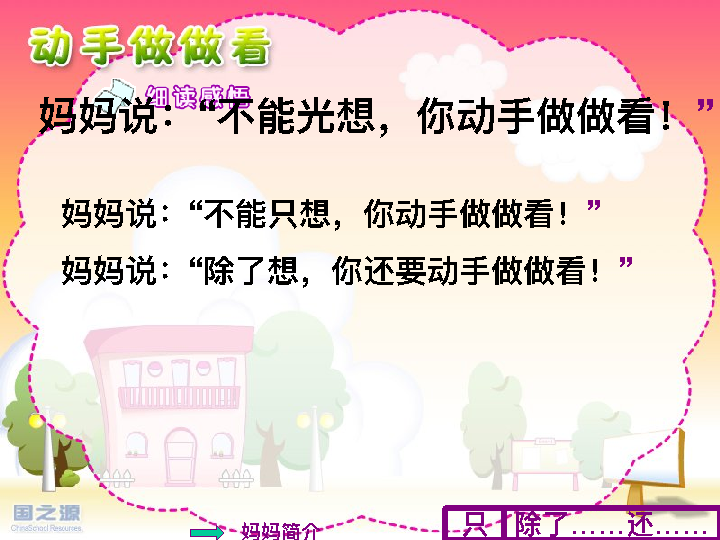 动手做做看
细读感悟
妈妈说：“不能光想，你动手做做看！”
妈妈说：“不能只想，你动手做做看！”
妈妈说：“除了想，你还要动手做做看！”
国之源
ChinaSchool Resources
妈妈简介
只 除了……还……